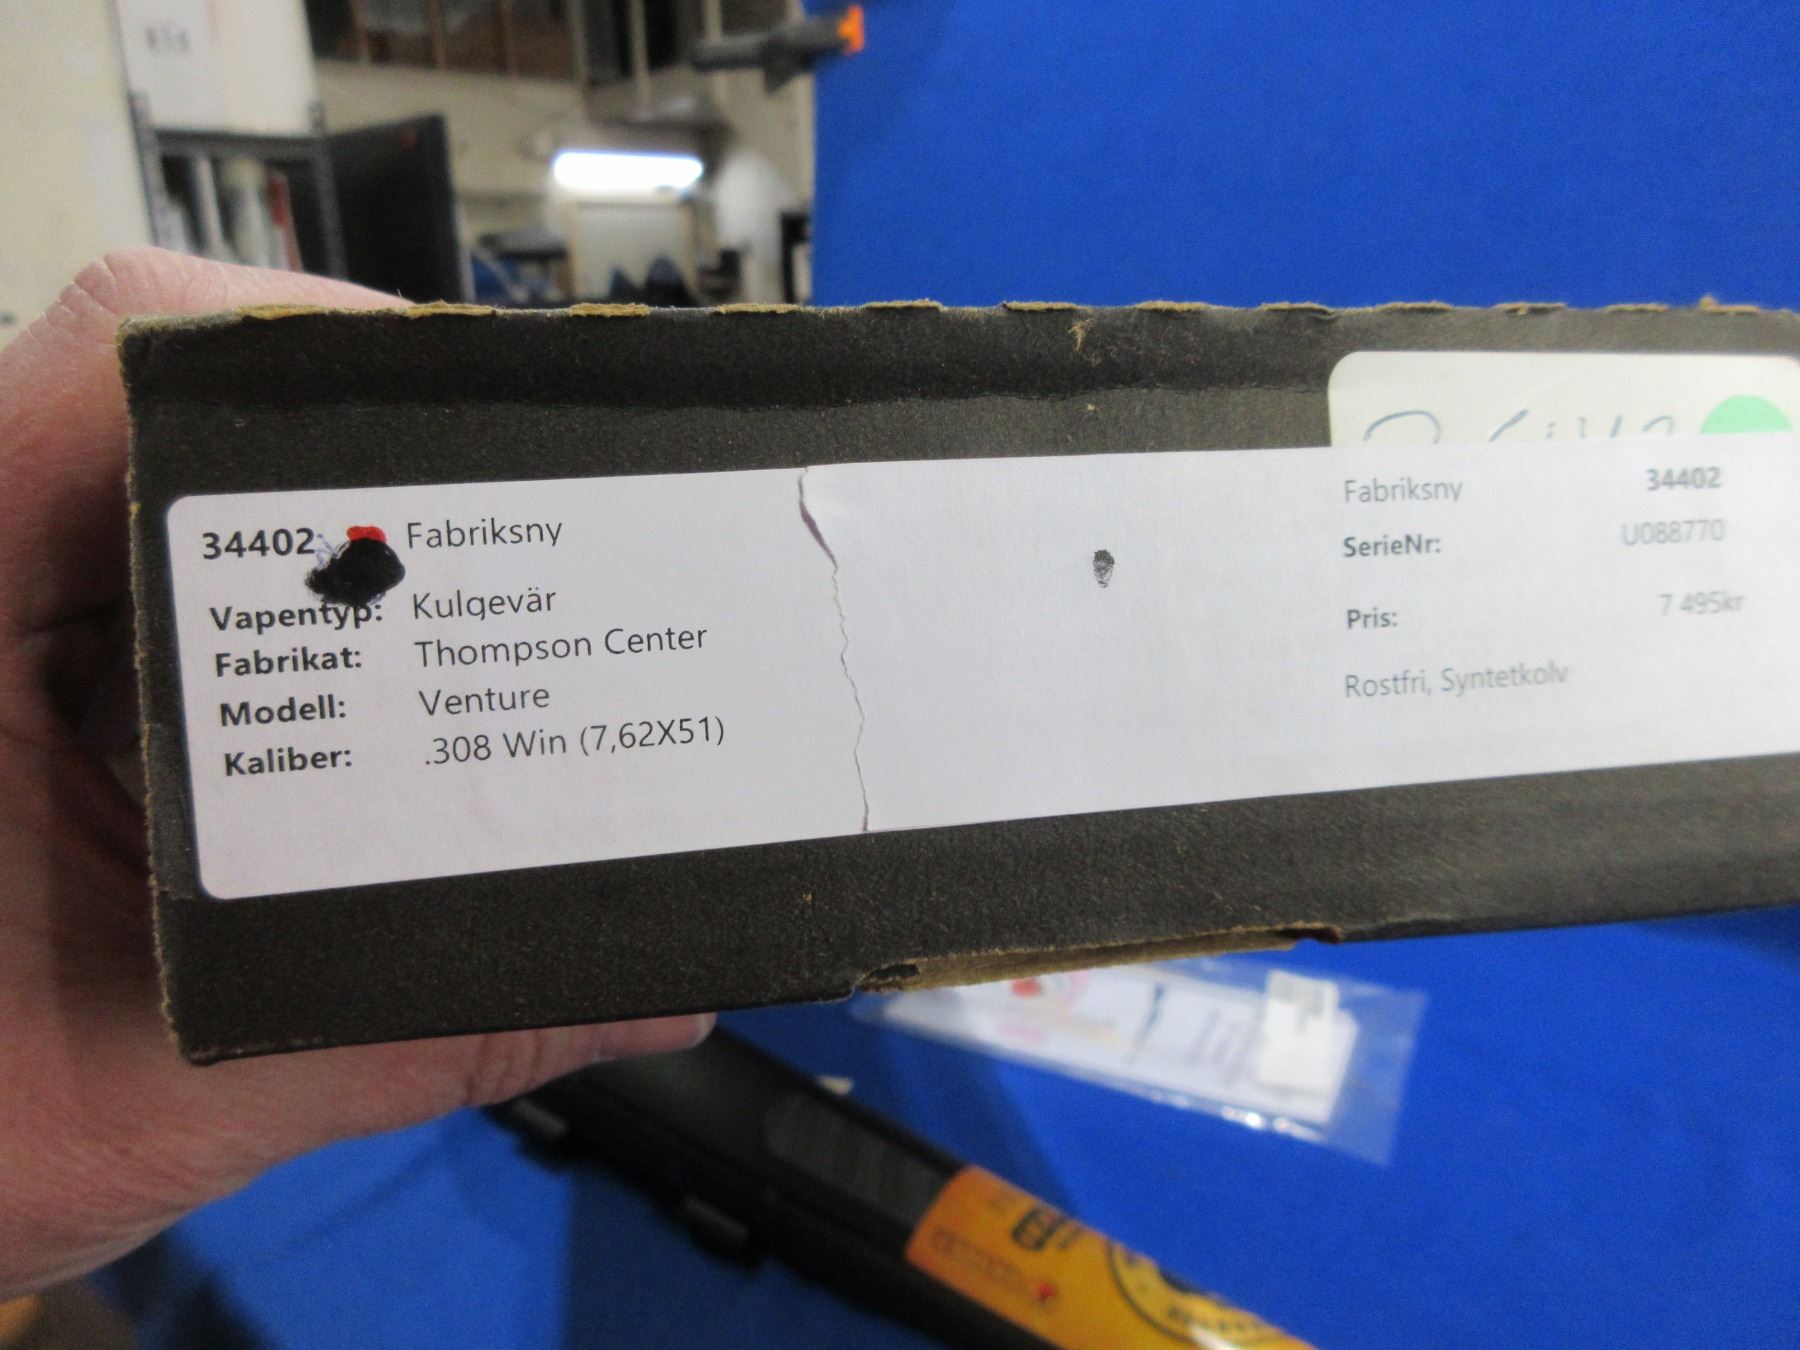 34402
Fabriksny
Vapentyp: Kulgevär
Fabrikat: Thompson Center
Modell: Venture
Kaliber: .308 Win (7,62X51)
Fabriksny 34402
SerieNr: U088770
Pris: 7 495kr
Rostfri, Syntetkolv